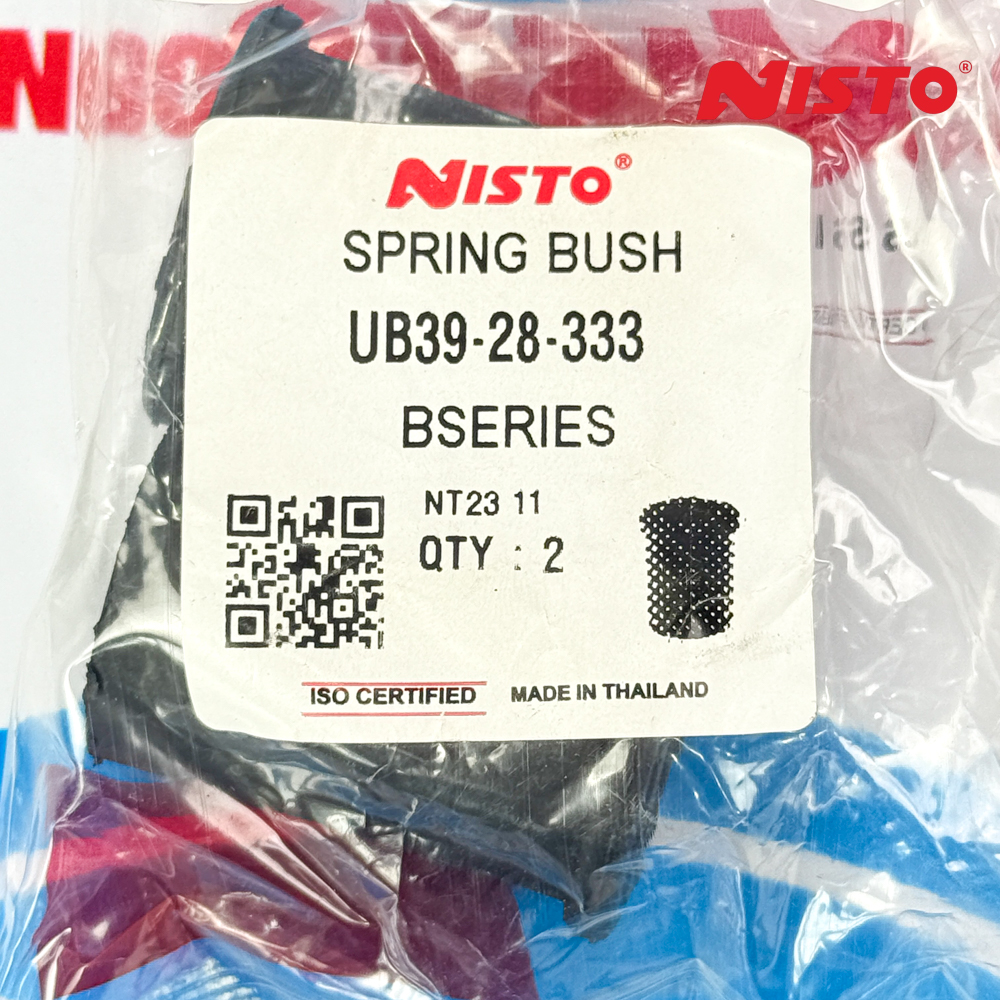 NISTO®
NISTO®
SPRING BUSH
UB39-28-333
BSERIES
NT23 11
QTY : 2
ISO CERTIFIED
MADE IN THAILAND